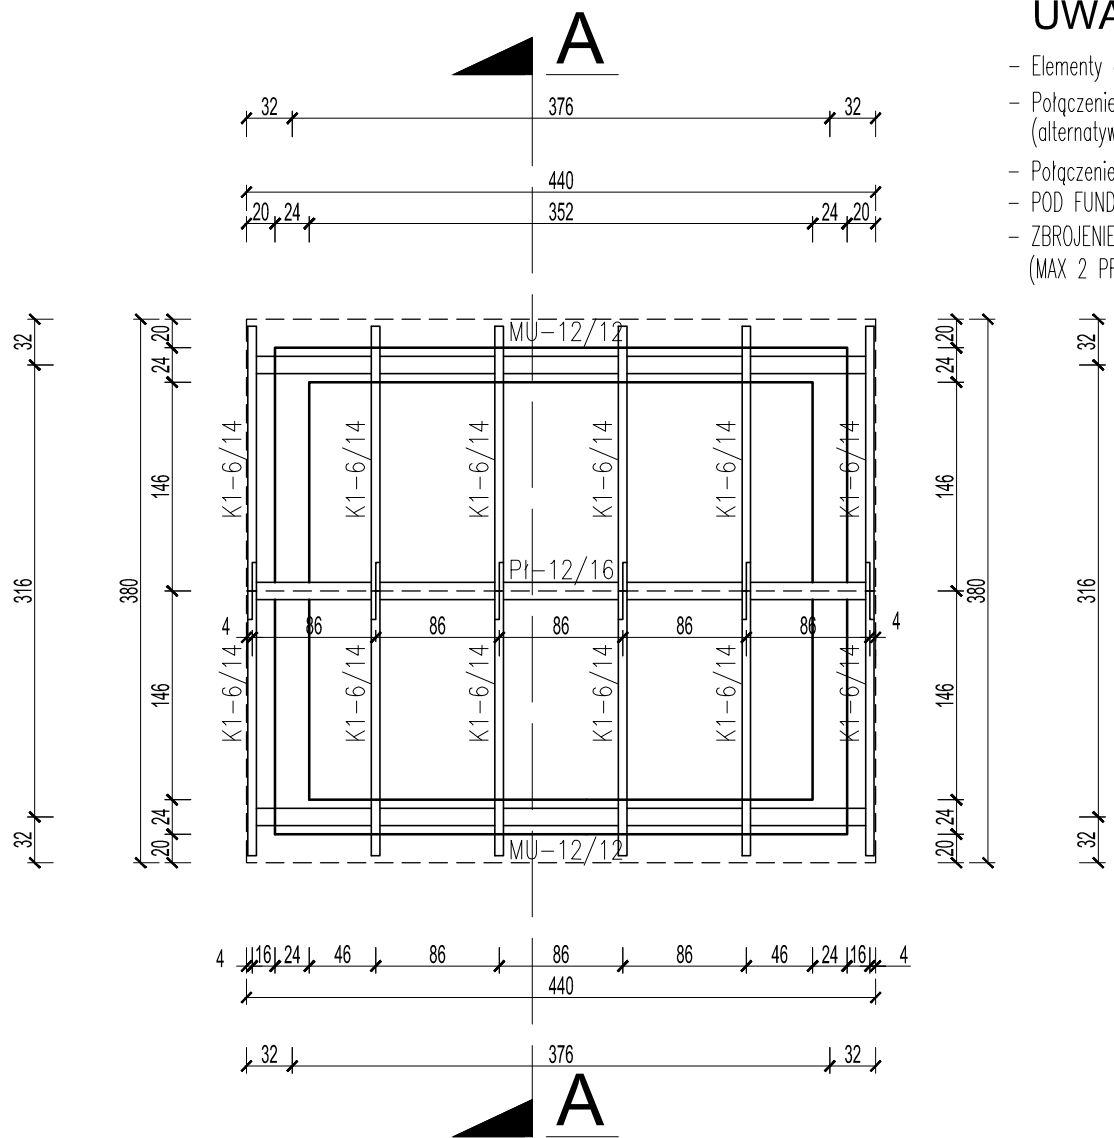 UWA
A
– Elementy
32 376 32
– Połączenie
(alternatyw
440
– Połączenie
– POD FUND
20 24 352 24 20
– ZBROJENIE
(MAX 2 PR
MU-12/12
32 20 20 32
24 24
K1-6/14 K1-6/14 K1-6/14 K1-6/14 K1-6/14 K1-6/14
146 146
Pł-12/16
316 380 380 316
4 86 86 86 86 86 4
K1-6/14 K1-6/14 K1-6/14 K1-6/14 K1-6/14 K1-6/14
146 146
24 24
32 20 20 32
MU-12/12
4 16 24 46 86 86 86 46 24 16 4
440
32 376 32
A